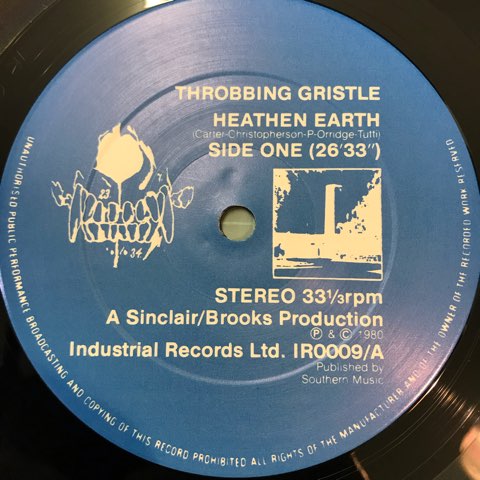 THROBBING GRISTLE
HEATHEN EARTH
(Carter-Christopherson-P-Orridge-Tutti)
SIDE ONE (26'33")
23
34
STEREO 33⅓rpm
A Sinclair/Brooks Production
Ⓟ & © 1980
Industrial Records Ltd. IR0009/A
Published by
Southern Music
UNAUTHORISED PUBLIC PERFORMANCE BROADCASTING AND COPYING OF THIS RECORD PROHIBITED ALL RIGHTS OF THE MANUFACTURER AND OF THE OWNER OF THE RECORDED WORK RESERVED